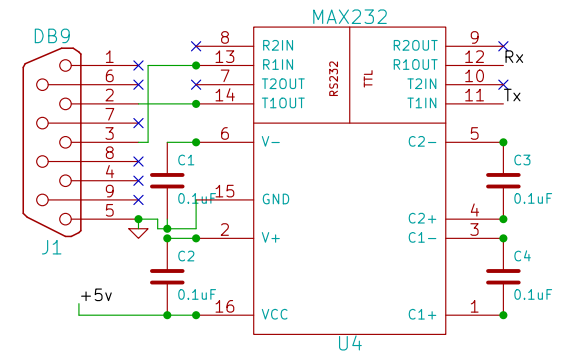 MAX232
DB9
8 R2IN R2OUT 9
1 13 R1IN R1OUT 12 Rx
6 7 T2OUT T2IN 10
2 14 T1OUT T1IN 11 Tx
RS232
TTL
7
3 6 V- C2- 5
8 C1 C3
4
9 0.1uF 15 GND 0.1uF
5 C2+ 4
2 V+ C1- 3
J1 C2 C4
+5v 0.1uF 0.1uF
16 VCC C1+ 1
U4